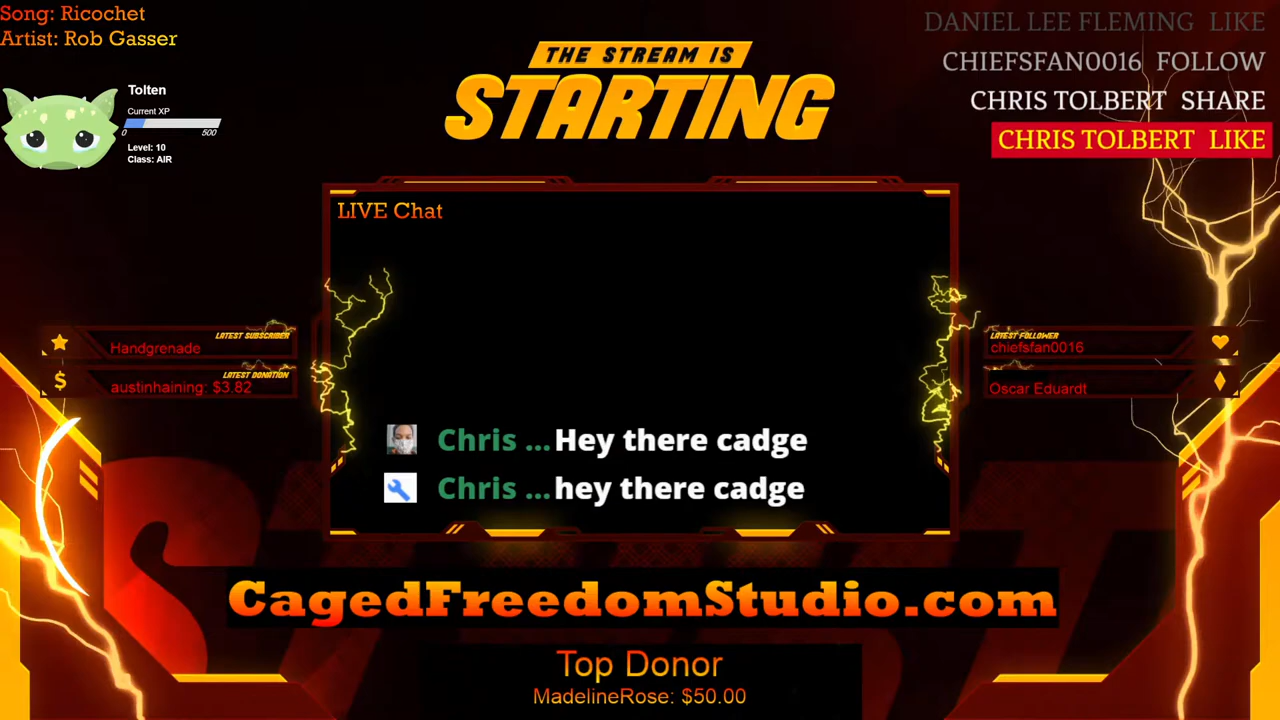 Song: Ricochet
Artist: Rob Gasser
Tolten
Current XP
0 500
Level: 10
Class: AIR
THE STREAM IS
STARTING
DANIEL LEE FLEMING LIKE
CHIEFSFAN0016 FOLLOW
CHRIS TOLBERT SHARE
CHRIS TOLBERT LIKE
LIVE Chat
Chris ... Hey there cadge
Chris ... hey there cadge
LATEST SUBSCRIBER
Handgrenade
LATEST DONATION
austinhaining: $3.82
LATEST FOLLOWER
chiefsfan0016
Oscar Eduardt
CagedFreedomStudio.com
Top Donor
MadelineRose: $50.00